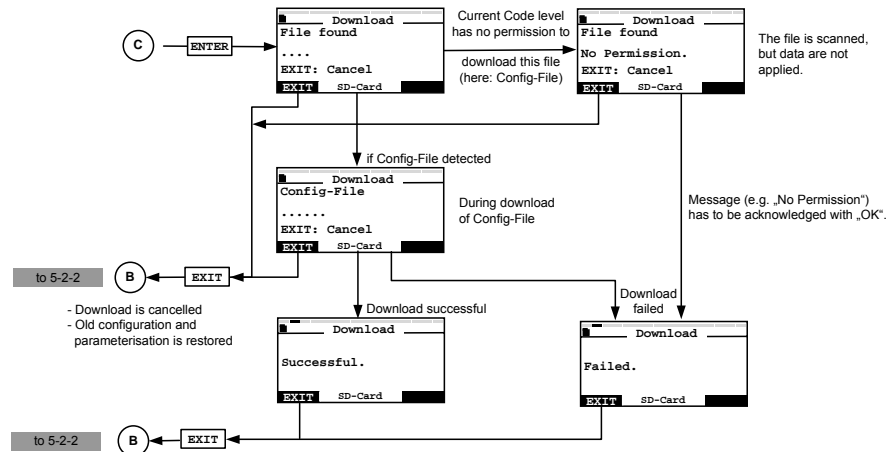 C
ENTER
Download
File found
....
EXIT: Cancel
EXIT SD-Card
Current Code level
has no permission to
download this file
(here: Config-File)
Download
File found
No Permission.
EXIT: Cancel
EXIT SD-Card
The file is scanned,
but data are not
applied.
if Config-File detected
Download
Config-File
......
EXIT: Cancel
EXIT SD-Card
During download
of Config-File
Message (e.g. „No Permission“)
has to be acknowledged with „OK“.
to 5-2-2
B
EXIT
- Download is cancelled
- Old configuration and
parameterisation is restored
Download successful
Download
failed
Download
Successful.
EXIT SD-Card
Download
Failed.
EXIT SD-Card
to 5-2-2
B
EXIT